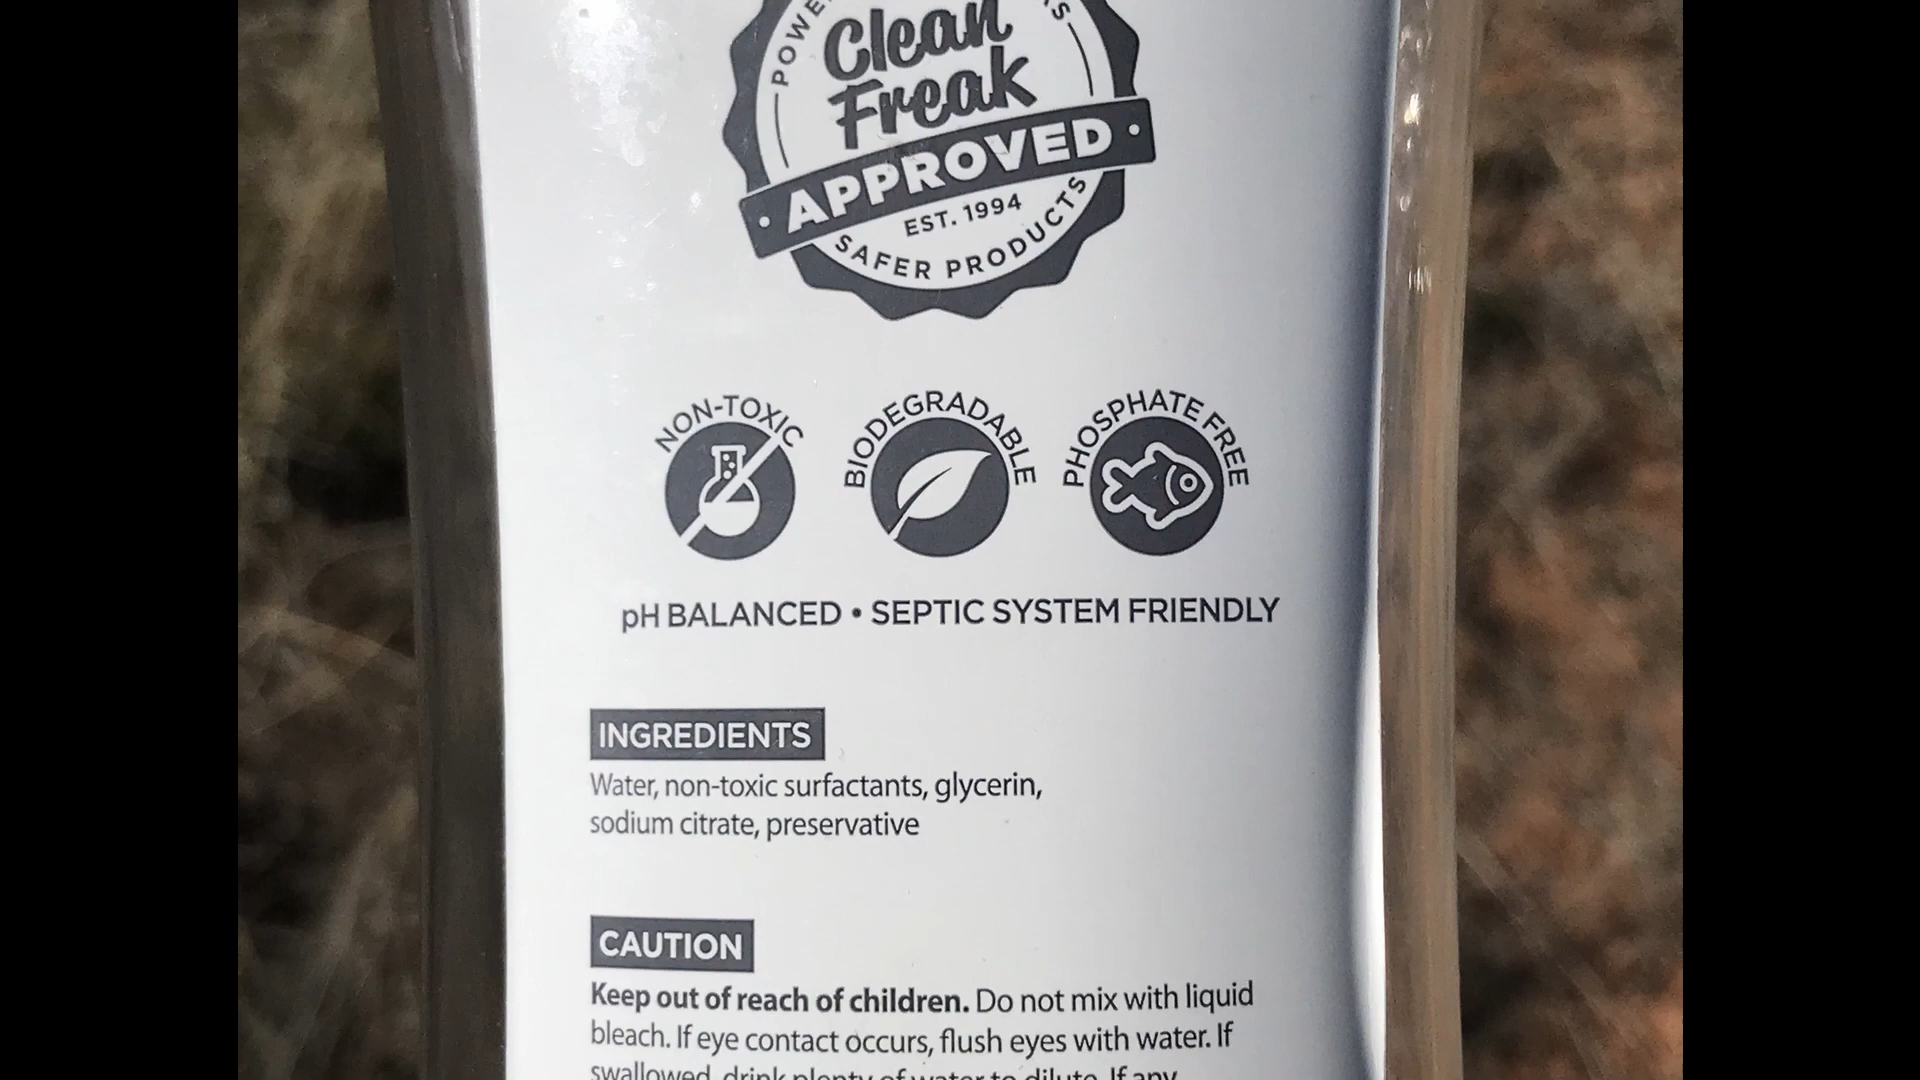 Clean
Freak
APPROVED
EST. 1994
SAFER PRODUCTS
NON-TOXIC
BIODEGRADABLE
PHOSPHATE FREE
pH BALANCED • SEPTIC SYSTEM FRIENDLY
INGREDIENTS
Water, non-toxic surfactants, glycerin,
sodium citrate, preservative
CAUTION
Keep out of reach of children. Do not mix with liquid
bleach. If eye contact occurs, flush eyes with water. If
swallowed, drink plenty of water to dilute. If any